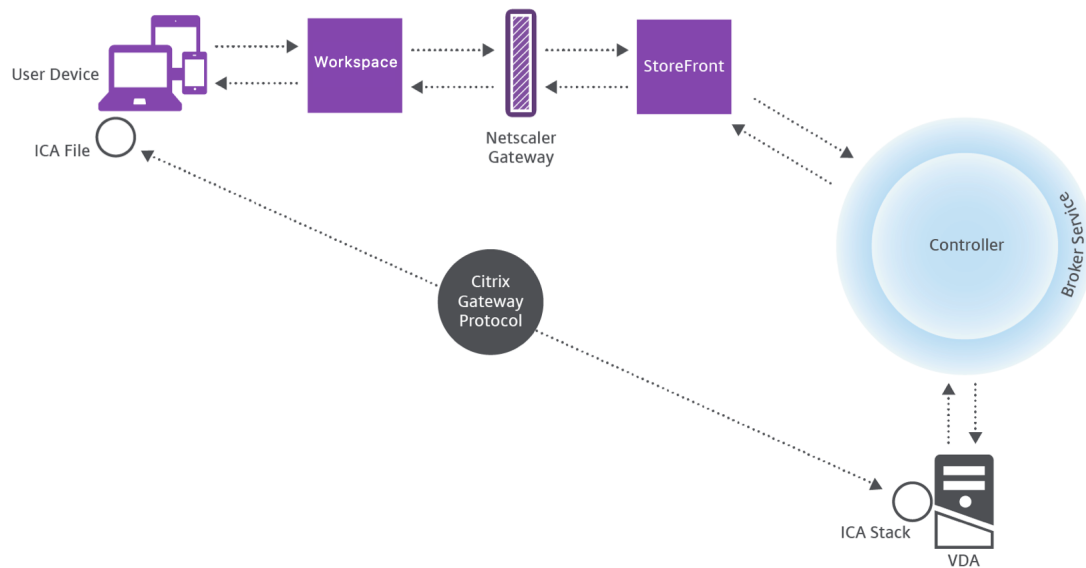 User Device
Workspace
StoreFront
Netscaler
Gateway
ICA File
Controller
Broker Service
Citrix
Gateway
Protocol
ICA Stack
VDA